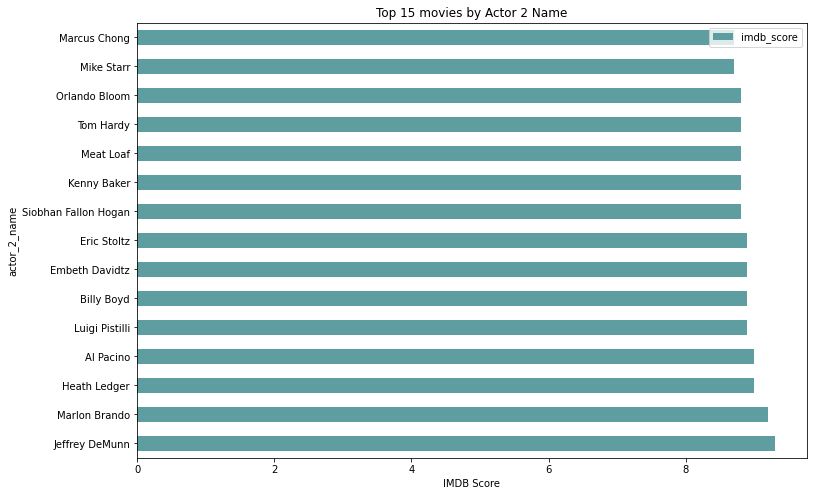 Top 15 movies by Actor 2 Name
imdb_score
Marcus Chong
Mike Starr
Orlando Bloom
Tom Hardy
Meat Loaf
Kenny Baker
Siobhan Fallon Hogan
Eric Stoltz
Embeth Davidtz
Billy Boyd
Luigi Pistilli
Al Pacino
Heath Ledger
Marlon Brando
Jeffrey DeMunn
actor_2_name
0 2 4 6 8
IMDB Score